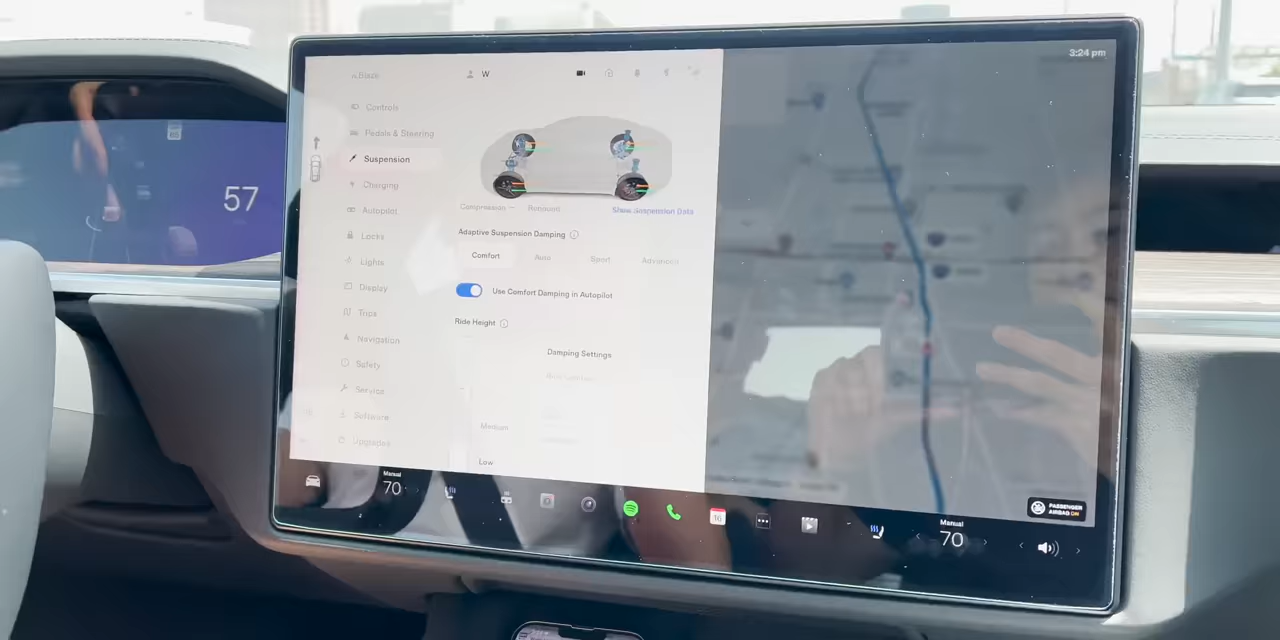 65
57
3:24 pm
W
Controls
Pedals & Steering
Suspension
Charging
Autopilot
Locks
Lights
Display
Trips
Navigation
Safety
Service
Software
Upgrades
Compression
Rebound
Show Suspension Data
Adaptive Suspension Damping
Comfort
Auto
Sport
Advanced
Use Comfort Damping in Autopilot
Ride Height
Damping Settings
Medium
Low
Manual
70
16
Manual
70
PASSENGER
AIRBAG ON